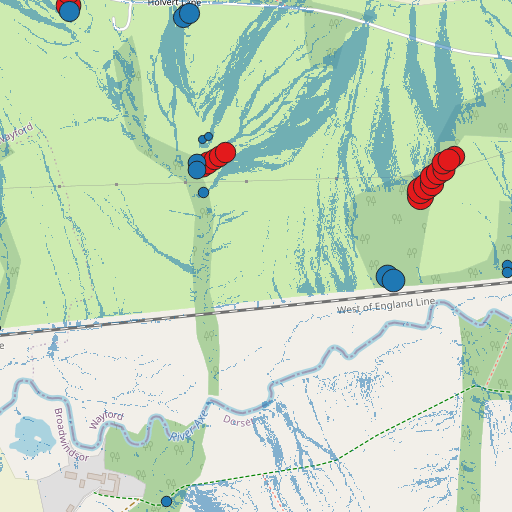 Holvert Lane
Wayford
West of England Line
River Axe
Dorset
Wayford
Broadwindsor